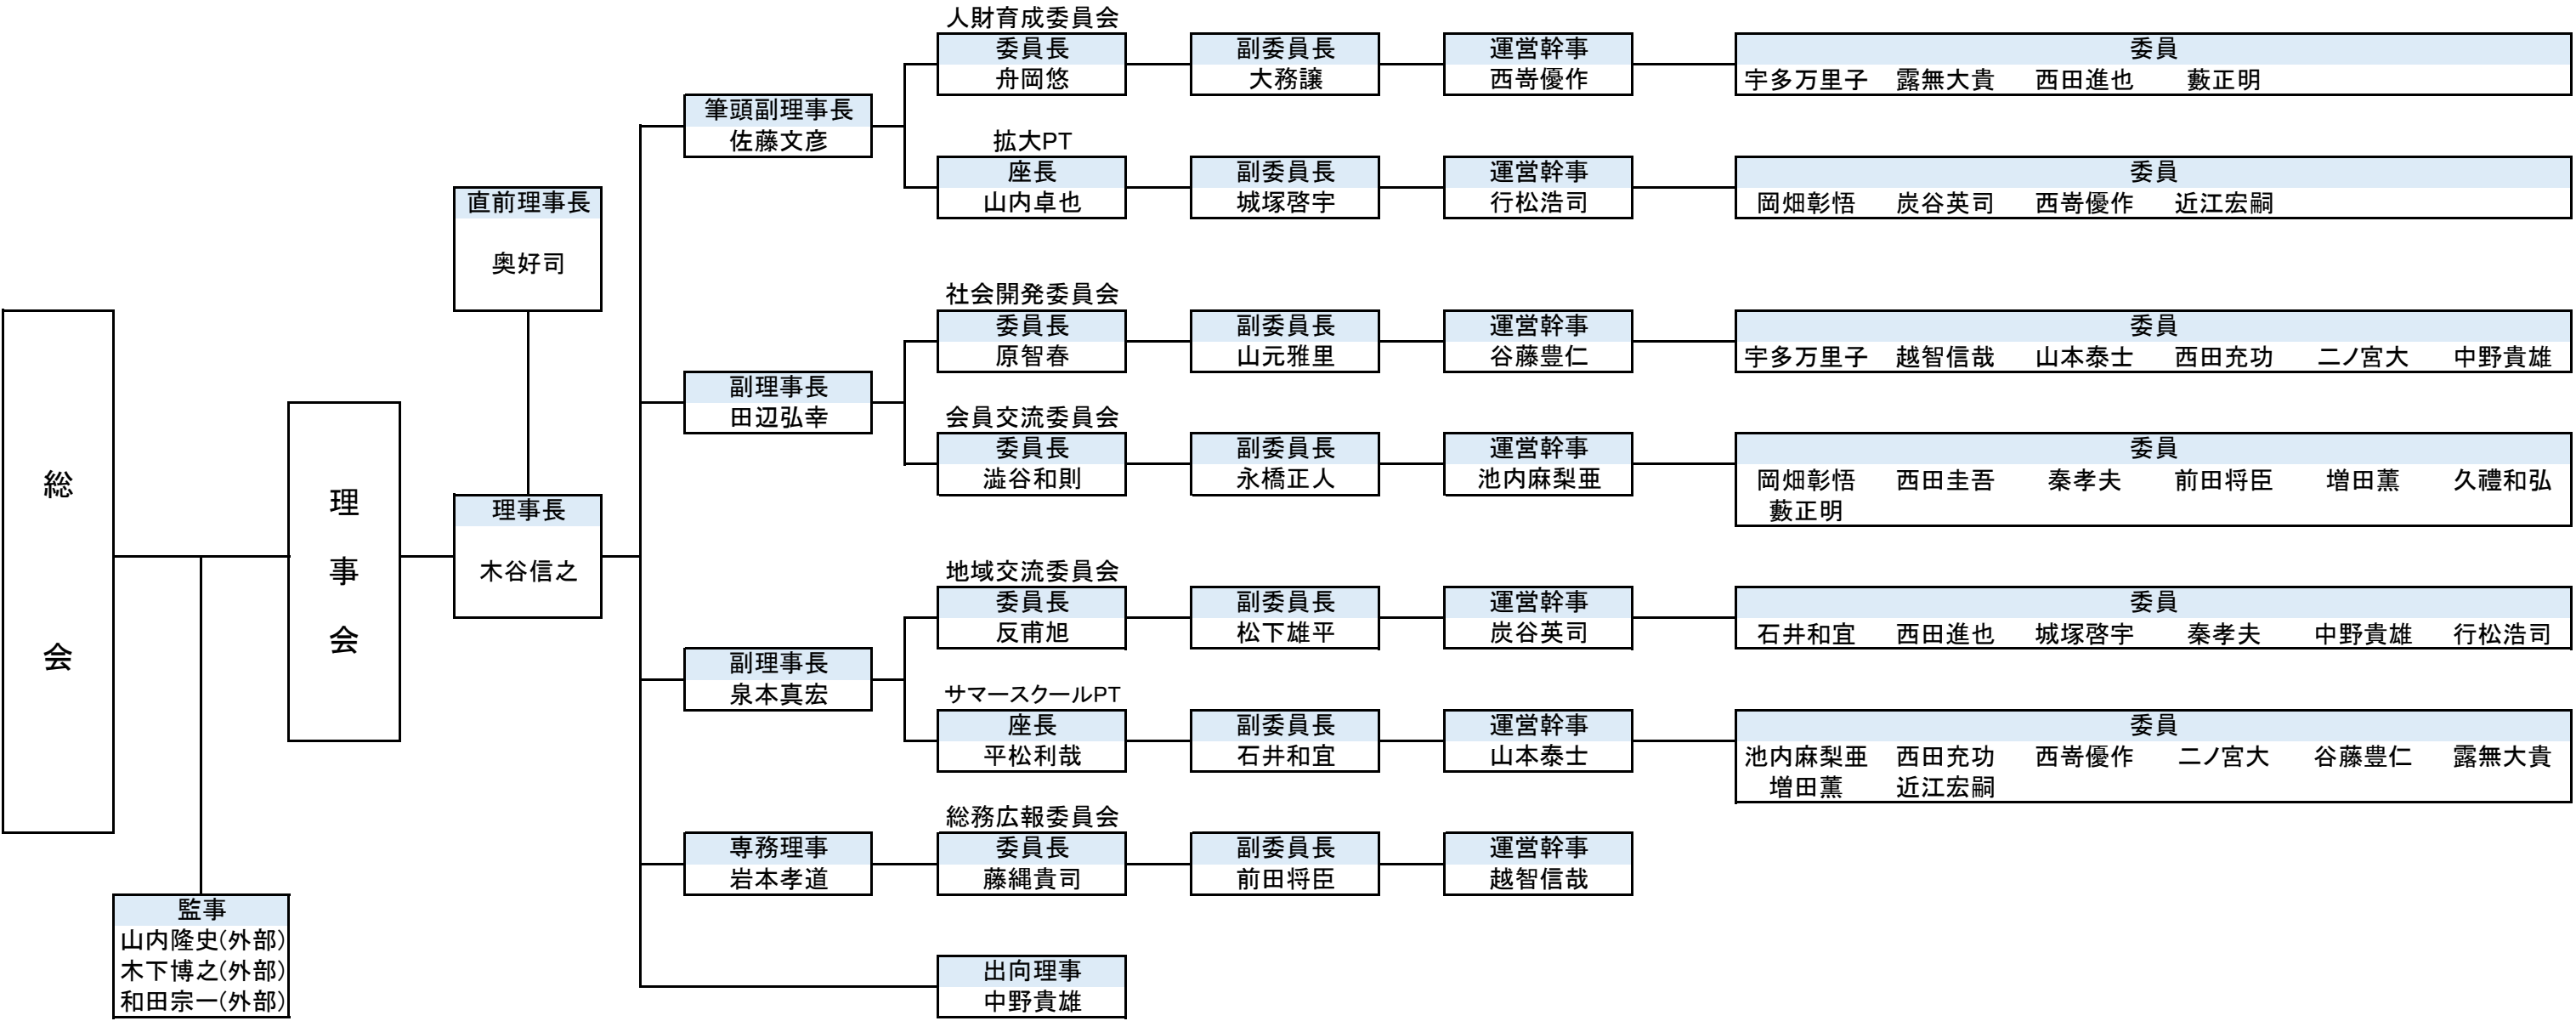 人財育成委員会
委員長
舟岡悠
副委員長
大務譲
運営幹事
西嵜優作
委員
宇多万里子 露無大貴 西田進也 藪正明
筆頭副理事長
佐藤文彦
拡大PT
座長
山内卓也
副委員長
城塚啓宇
運営幹事
行松浩司
委員
岡畑彰悟 炭谷英司 西嵜優作 近江宏嗣
直前理事長
奥好司
社会開発委員会
委員長
原智春
副委員長
山元雅里
運営幹事
谷藤豊仁
委員
宇多万里子 越智信哉 山本泰士 西田充功 二ノ宮大 中野貴雄
副理事長
田辺弘幸
会員交流委員会
委員長
澁谷和則
副委員長
永橋正人
運営幹事
池内麻梨亜
委員
岡畑彰悟 西田圭吾 秦孝夫 前田将臣 増田薫 久禮和弘
藪正明
総会
理事会
理事長
木谷信之
地域交流委員会
委員長
反甫旭
副委員長
松下雄平
運営幹事
炭谷英司
委員
石井和宜 西田進也 城塚啓宇 秦孝夫 中野貴雄 行松浩司
副理事長
泉本真宏
サマースクールPT
座長
平松利哉
副委員長
石井和宜
運営幹事
山本泰士
委員
池内麻梨亜 西田充功 西嵜優作 二ノ宮大 谷藤豊仁 露無大貴
増田薫 近江宏嗣
総務広報委員会
専務理事
岩本孝道
委員長
藤縄貴司
副委員長
前田将臣
運営幹事
越智信哉
監事
山内隆史(外部)
木下博之(外部)
和田宗一(外部)
出向理事
中野貴雄